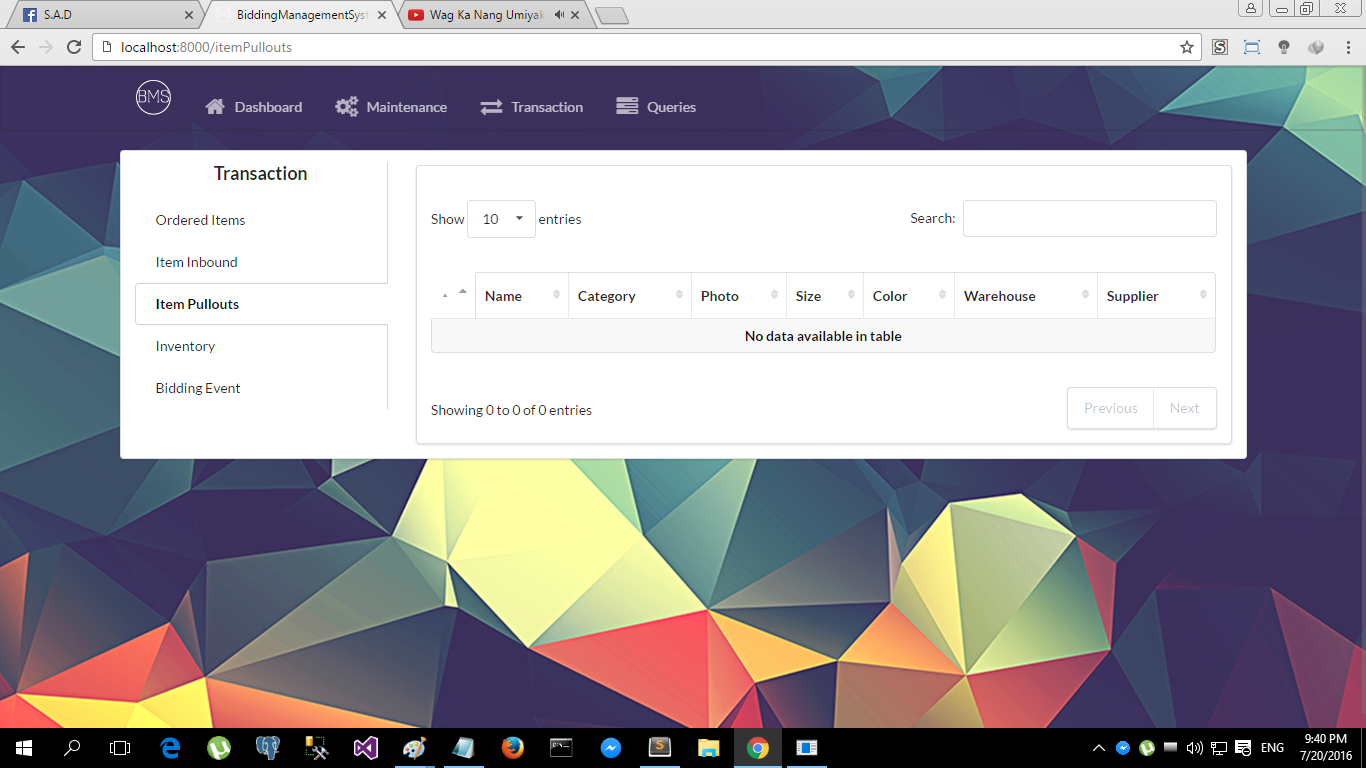 S.A.D
BiddingManagementSyst
Wag Ka Nang Umiyak
localhost:8000/itemPullouts
BMS
Dashboard
Maintenance
Transaction
Queries
Transaction
Ordered Items
Item Inbound
Item Pullouts
Inventory
Bidding Event
Show 10 entries
Search:
Name Category Photo Size Color Warehouse Supplier
No data available in table
Showing 0 to 0 of 0 entries
Previous Next
ENG
9:40 PM
7/20/2016